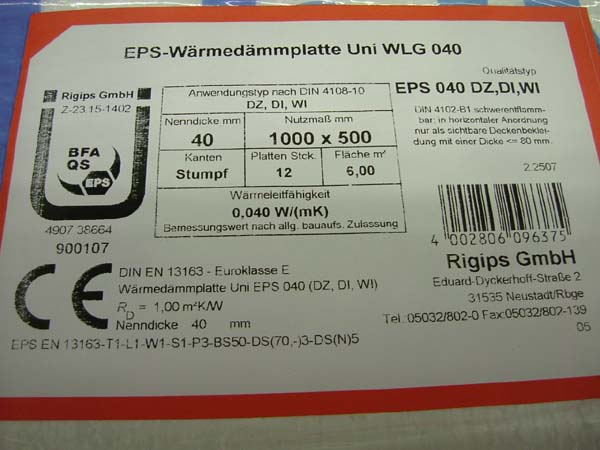 EPS-Wärmedämmplatte Uni WLG 040
Rigips GmbH
Z-23.15-1402
BFA
QS
EPS
4907 38664
900107
Anwendungstyp nach DIN 4108-10
DZ, DI, WI
Nenndicke mm
Nutzmaß mm
40
1000 x 500
Kanten
Platten Stck.
Fläche m²
Stumpf
12
6,00
Wärmeleitfähigkeit
0,040 W/(mK)
Bemessungswert nach allg. bauaufs. Zulassung
Qualitätstyp
EPS 040 DZ,DI,WI
DIN 4102-B1 schwerentflamm-
bar; in horizontaler Anordnung
nur als sichtbare Deckenbeklei-
dung mit einer Dicke <= 80 mm.
2.2507
4 002806 096375
Rigips GmbH
Eduard-Dyckerhoff-Straße 2
31535 Neustadt/Rbge
Tel.:05032/802-0 Fax:05032/802-139
05
CE
DIN EN 13163 - Euroklasse E
Wärmedämmplatte Uni EPS 040 (DZ, DI, WI)
RD = 1,00 m²K/W
Nenndicke 40 mm
EPS EN 13163-T1-L1-W1-S1-P3-BS50-DS(70,-)3-DS(N)5